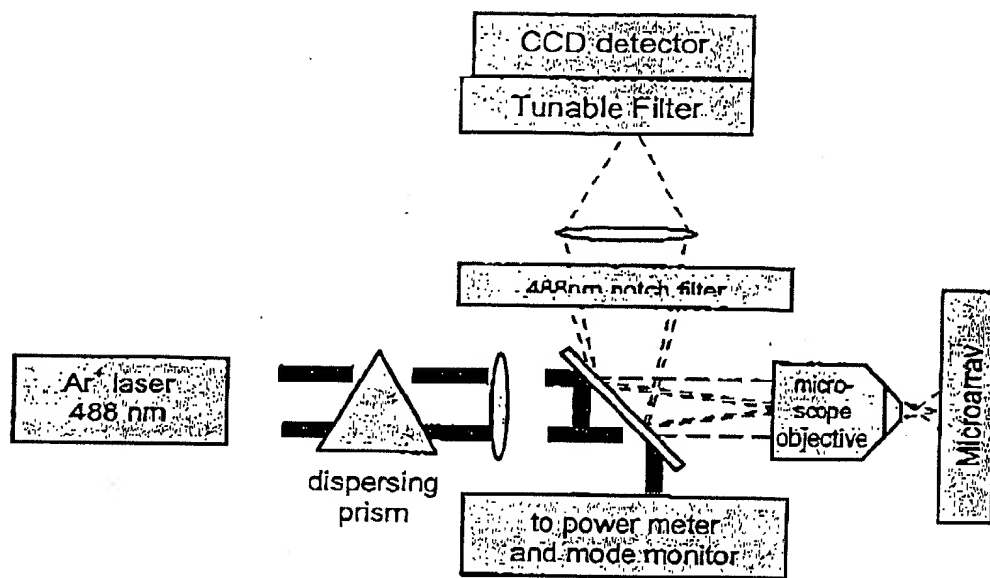 CCD detector
Tunable Filter
488nm notch filter
Ar⁺ laser
488 nm
dispersing
prism
micro-
scope
objective
Microarray
to power meter
and mode monitor